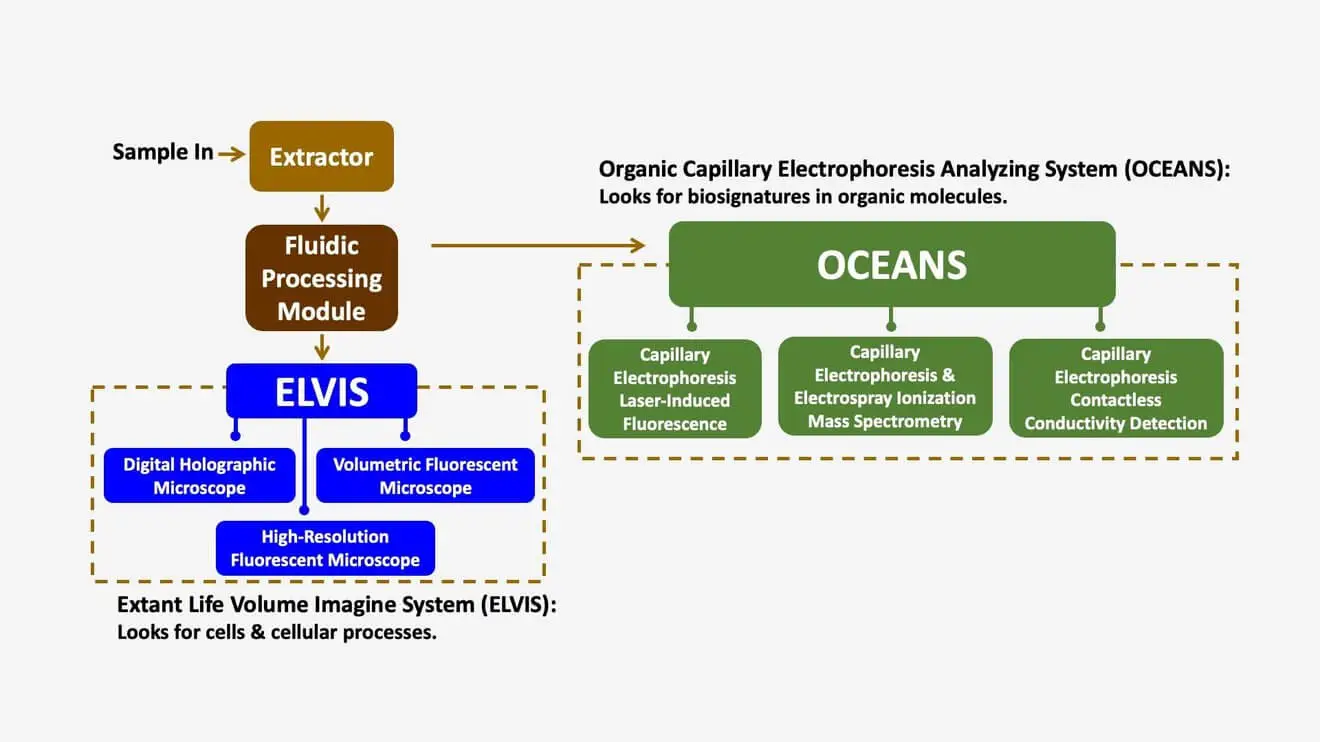 Sample In
Extractor
Fluidic
Processing
Module
ELVIS
Digital Holographic
Microscope
Volumetric Fluorescent
Microscope
High-Resolution
Fluorescent Microscope
Extant Life Volume Imagine System (ELVIS):
Looks for cells & cellular processes.
Organic Capillary Electrophoresis Analyzing System (OCEANS):
Looks for biosignatures in organic molecules.
OCEANS
Capillary
Electrophoresis
Laser-Induced
Fluorescence
Capillary
Electrophoresis &
Electrospray Ionization
Mass Spectrometry
Capillary
Electrophoresis
Contactless
Conductivity Detection